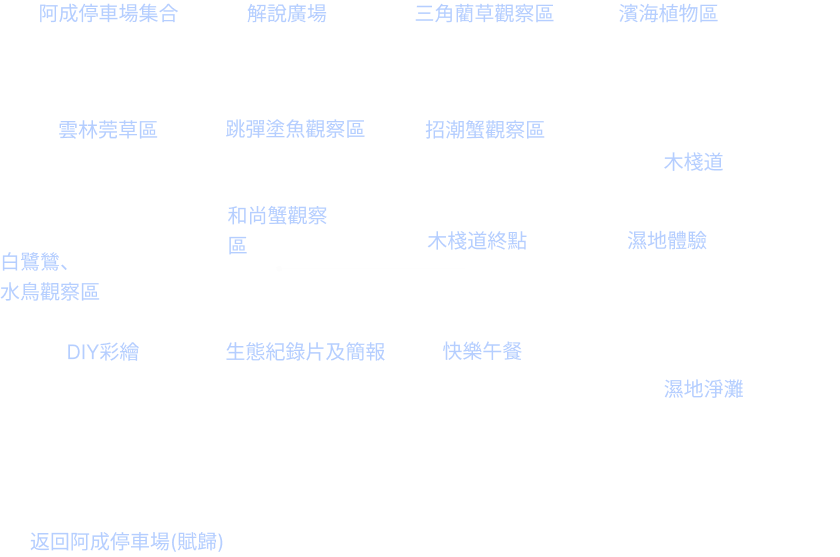 阿成停車場集合
解說廣場
三角藺草觀察區
濱海植物區
雲林莞草區
跳彈塗魚觀察區
招潮蟹觀察區
木棧道
白鷺鷥、
水鳥觀察區
和尚蟹觀察
區
木棧道終點
濕地體驗
DIY彩繪
生態紀錄片及簡報
快樂午餐
濕地淨灘
返回阿成停車場(賦歸)